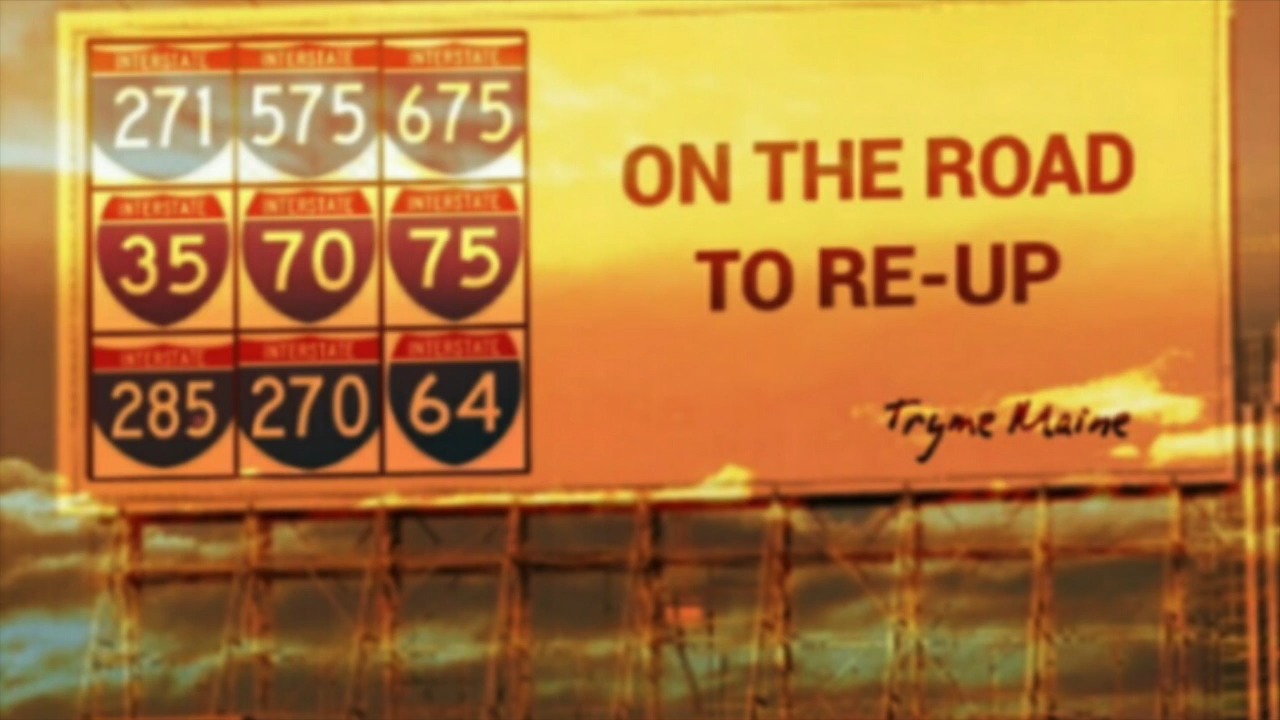 INTERSTATE INTERSTATE INTERSTATE
271 575 675
INTERSTATE INTERSTATE INTERSTATE
35 70 75
INTERSTATE INTERSTATE INTERSTATE
285 270 64
ON THE ROAD
TO RE-UP
Tryme Maine